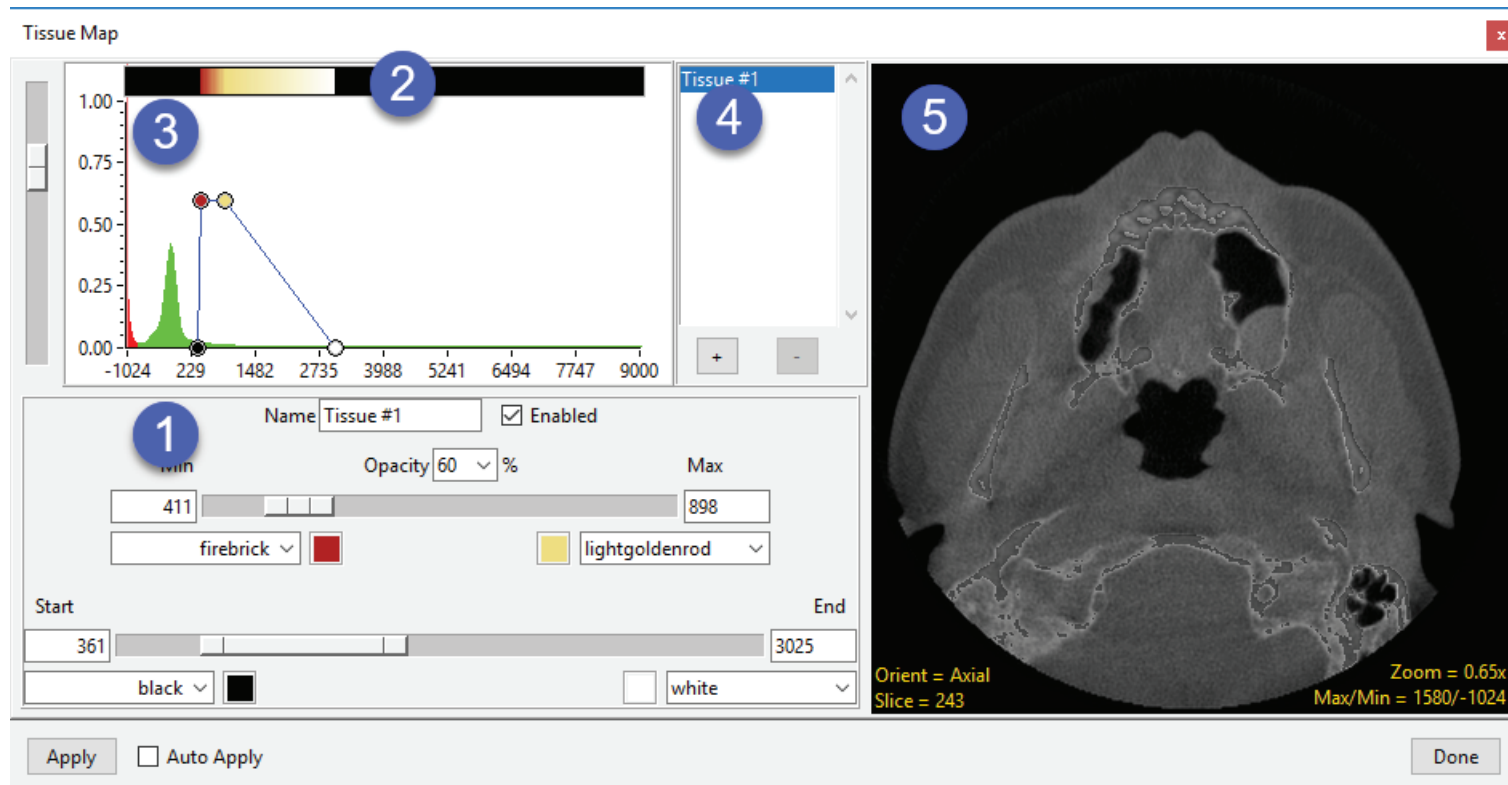 Tissue Map
x
2
1.00
3
0.75
0.50
0.25
0.00
-1024 229 1482 2735 3988 5241 6494 7747 9000
Tissue #1
4
+ -
5
1
Name Tissue #1 Enabled
Min Opacity 60 % Max
411 898
firebrick lightgoldenrod
Start End
361 3025
black white
Orient = Axial
Slice = 243
Zoom = 0.65x
Max/Min = 1580/-1024
Apply Auto Apply Done